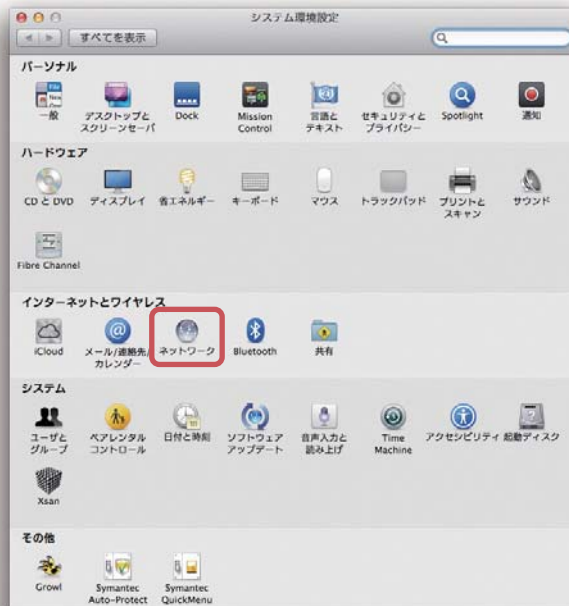 システム環境設定
すべてを表示
パーソナル
一般
デスクトップと
スクリーンセーバ
Dock
Mission
Control
言語と
テキスト
セキュリティと
プライバシー
Spotlight
通知
ハードウェア
CD と DVD
ディスプレイ
省エネルギー
キーボード
マウス
トラックパッド
プリントと
スキャン
サウンド
Fibre Channel
インターネットとワイヤレス
iCloud
メール/連絡先/
カレンダー
ネットワーク
Bluetooth
共有
システム
ユーザと
グループ
ペアレンタル
コントロール
日付と時刻
ソフトウェア
アップデート
音声入力と
読み上げ
Time
Machine
アクセシビリティ
起動ディスク
Xsan
その他
Growl
Symantec
Auto-Protect
Symantec
QuickMenu